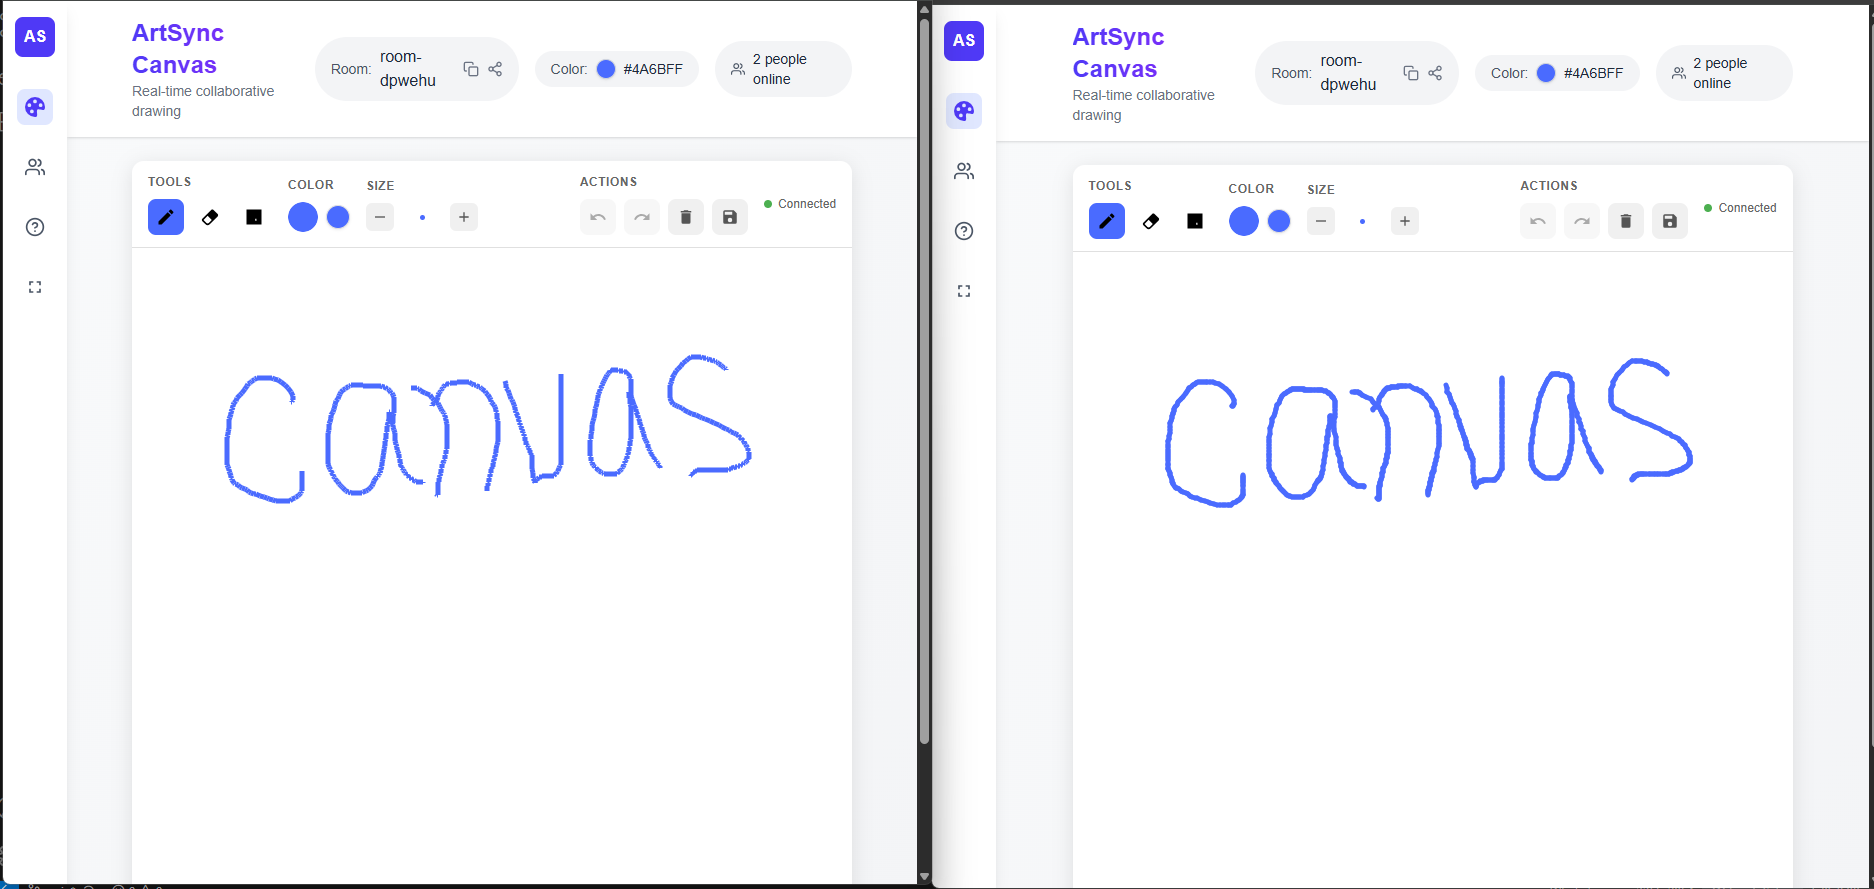 AS
ArtSync
Canvas
Real-time collaborative
drawing
Room: room-
dpwehu
Color: #4A6BFF
2 people
online
TOOLS
COLOR
SIZE
ACTIONS
Connected
canvas
AS
ArtSync
Canvas
Real-time collaborative
drawing
Room: room-
dpwehu
Color: #4A6BFF
2 people
online
TOOLS
COLOR
SIZE
ACTIONS
Connected
canvas